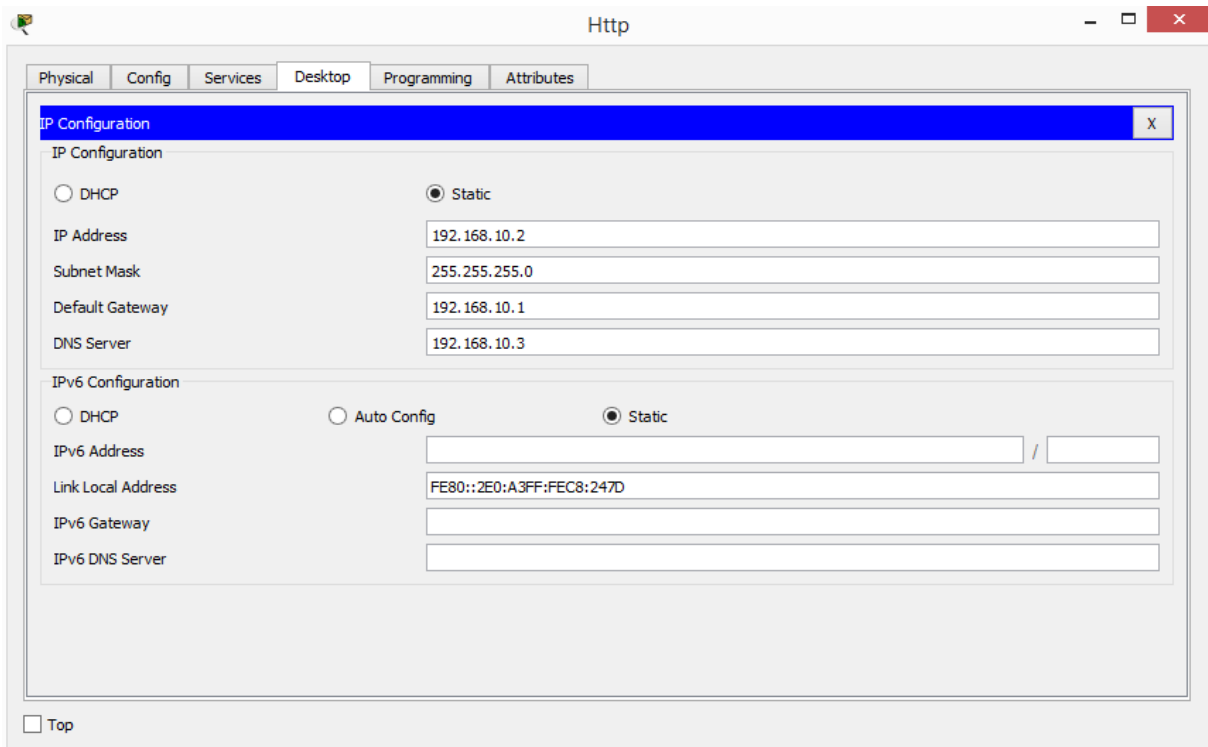 Http
Physical Config Services Desktop Programming Attributes
IP Configuration X
IP Configuration
DHCP Static
IP Address 192.168.10.2
Subnet Mask 255.255.255.0
Default Gateway 192.168.10.1
DNS Server 192.168.10.3
IPv6 Configuration
DHCP Auto Config Static
IPv6 Address /
Link Local Address FE80::2E0:A3FF:FEC8:247D
IPv6 Gateway
IPv6 DNS Server
Top